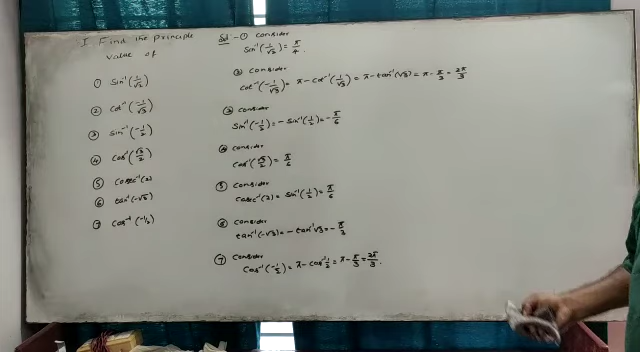 I Find the principle
value of
① Sin⁻¹(1/√2)
② Cot⁻¹(-1/√3)
③ Sin⁻¹(-1/2)
④ Cos⁻¹(√3/2)
⑤ Cosec⁻¹(2)
⑥ tan⁻¹(-√3)
⑦ Cos⁻¹(-1/2)
Sol - ① Consider
Sin⁻¹(1/√2) = π/4.
② Consider
Cot⁻¹(-1/√3) = π - Cot⁻¹(1/√3) = π - tan⁻¹(√3) = π - π/3 = 2π/3
③ Consider
Sin⁻¹(-1/2) = - Sin⁻¹(1/2) = - π/6
④ Consider
Cos⁻¹(√3/2) = π/6
⑤ Consider
Cosec⁻¹(2) = Sin⁻¹(1/2) = π/6
⑥ Consider
tan⁻¹(-√3) = - tan⁻¹√3 = - π/3
⑦ Consider
Cos⁻¹(-1/2) = π - Cos⁻¹ 1/2 = π - π/3 = 2π/3.